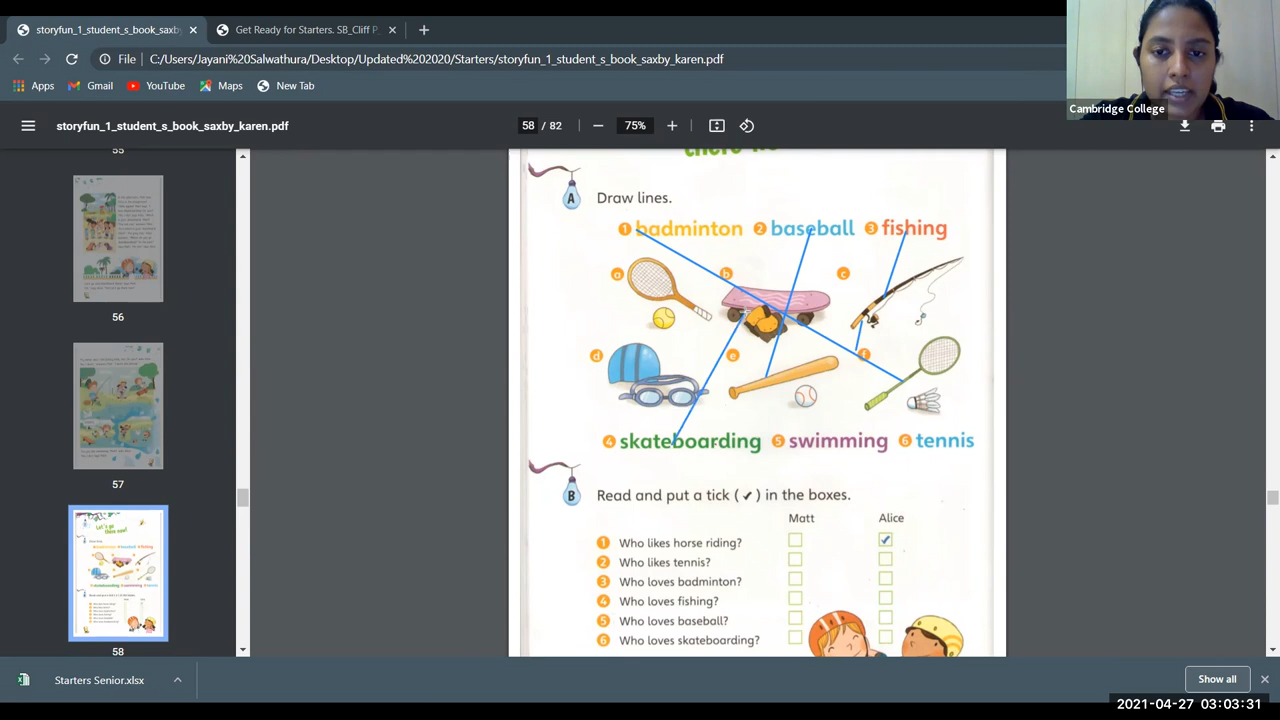 storyfun_1_student_s_book_saxby
Get Ready for Starters. SB_Cliff P
File
C:/Users/Jayani%20Salwathura/Desktop/Updated%202020/Starters/storyfun_1_student_s_book_saxby_karen.pdf
Apps
Gmail
YouTube
Maps
New Tab
Cambridge College
storyfun_1_student_s_book_saxby_karen.pdf
58 / 82
75%
55
56
57
58
A Draw lines.
1 badminton 2 baseball 3 fishing
a b c
d e f
4 skateboarding 5 swimming 6 tennis
B Read and put a tick (✓) in the boxes.
Matt Alice
1 Who likes horse riding?
2 Who likes tennis?
3 Who loves badminton?
4 Who loves fishing?
5 Who loves baseball?
6 Who loves skateboarding?
Starters Senior.xlsx
Show all
2021-04-27 03:03:31